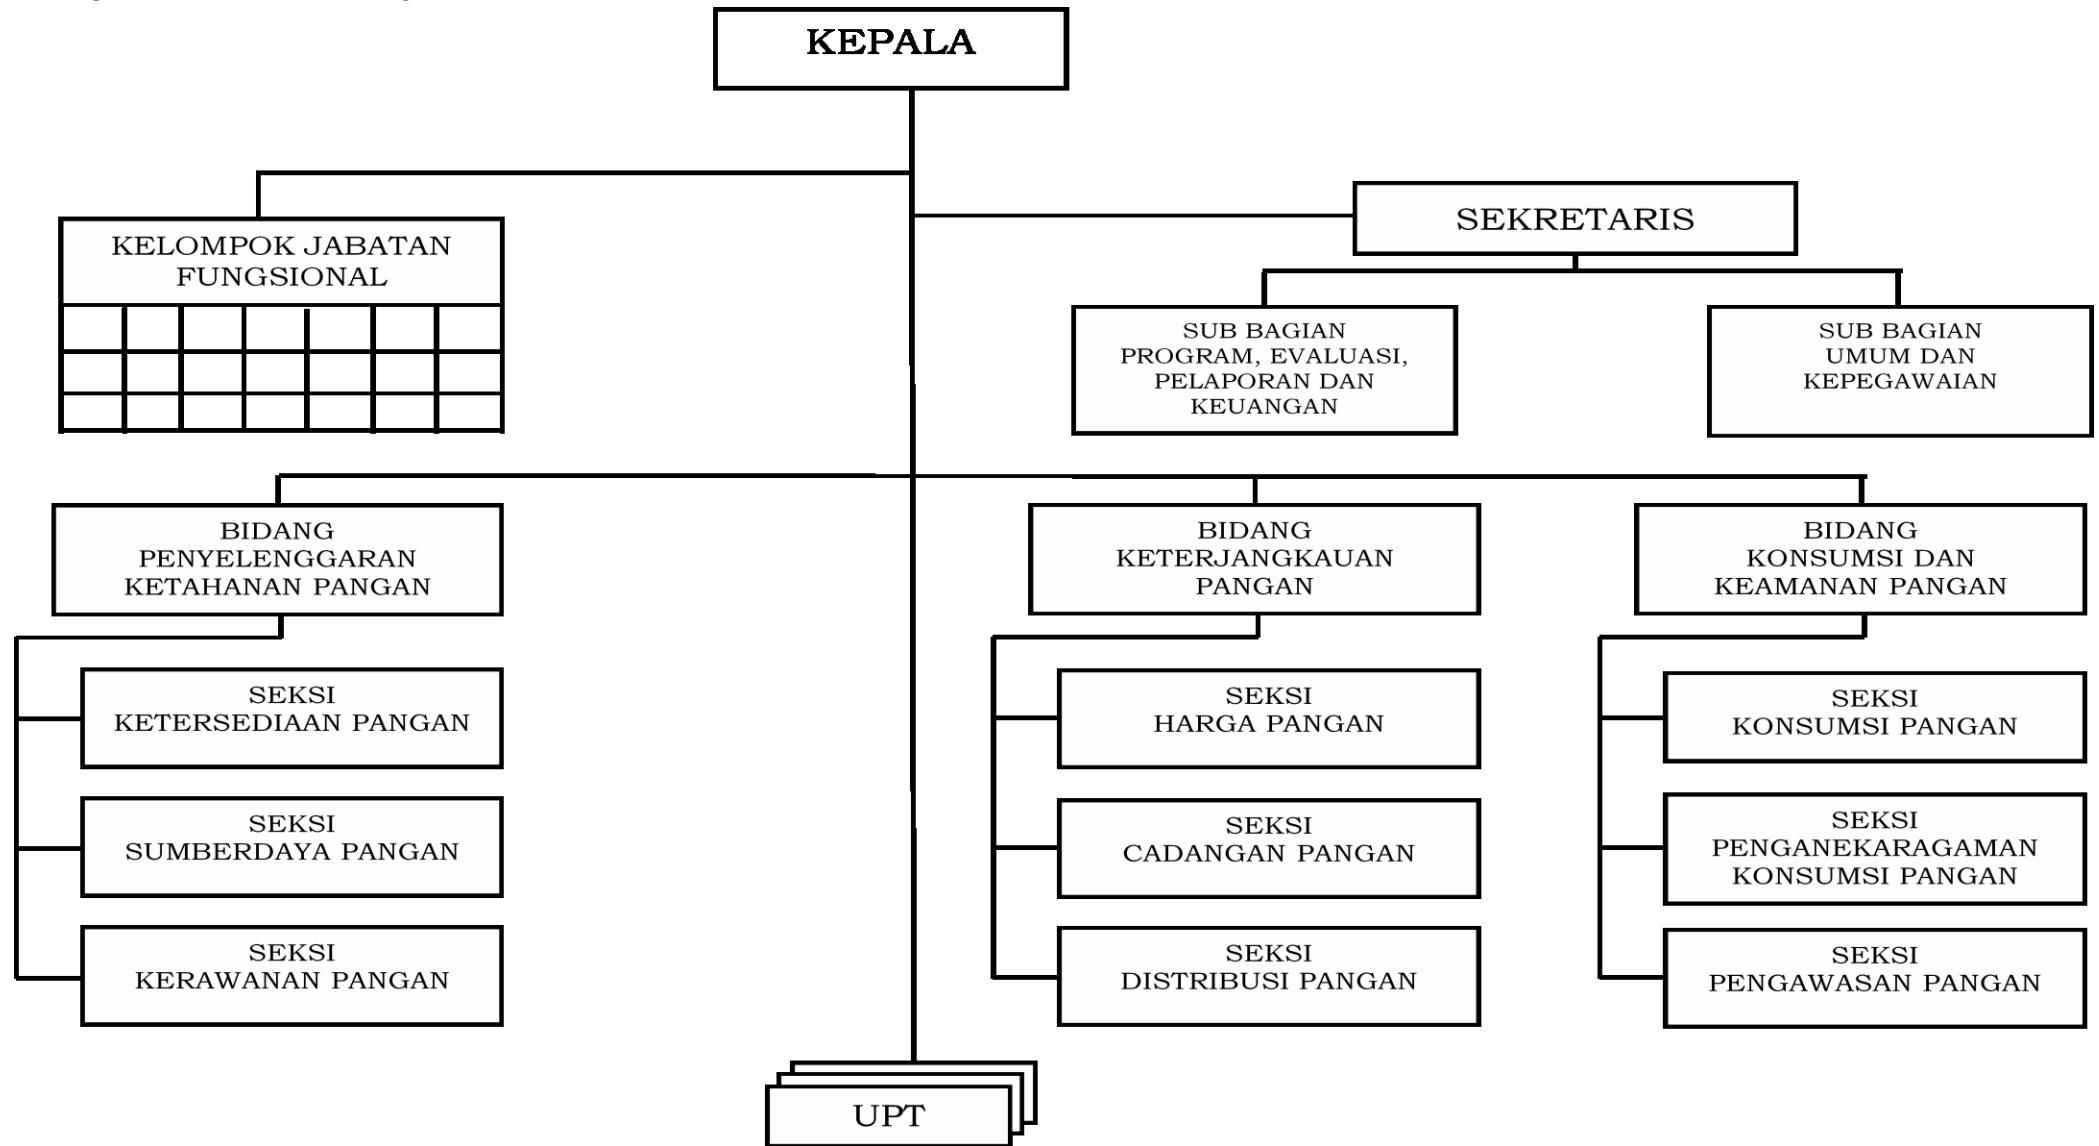 KEPALA
SEKRETARIS
KELOMPOK JABATAN
FUNGSIONAL
SUB BAGIAN
PROGRAM, EVALUASI,
PELAPORAN DAN
KEUANGAN
SUB BAGIAN
UMUM DAN
KEPEGAWAIAN
BIDANG
PENYELENGGARAN
KETAHANAN PANGAN
BIDANG
KETERJANGKAUAN
PANGAN
BIDANG
KONSUMSI DAN
KEAMANAN PANGAN
SEKSI
KETERSEDIAAN PANGAN
SEKSI
SUMBERDAYA PANGAN
SEKSI
KERAWANAN PANGAN
SEKSI
HARGA PANGAN
SEKSI
CADANGAN PANGAN
SEKSI
DISTRIBUSI PANGAN
SEKSI
KONSUMSI PANGAN
SEKSI
PENGANEKARAGAMAN
KONSUMSI PANGAN
SEKSI
PENGAWASAN PANGAN
UPT